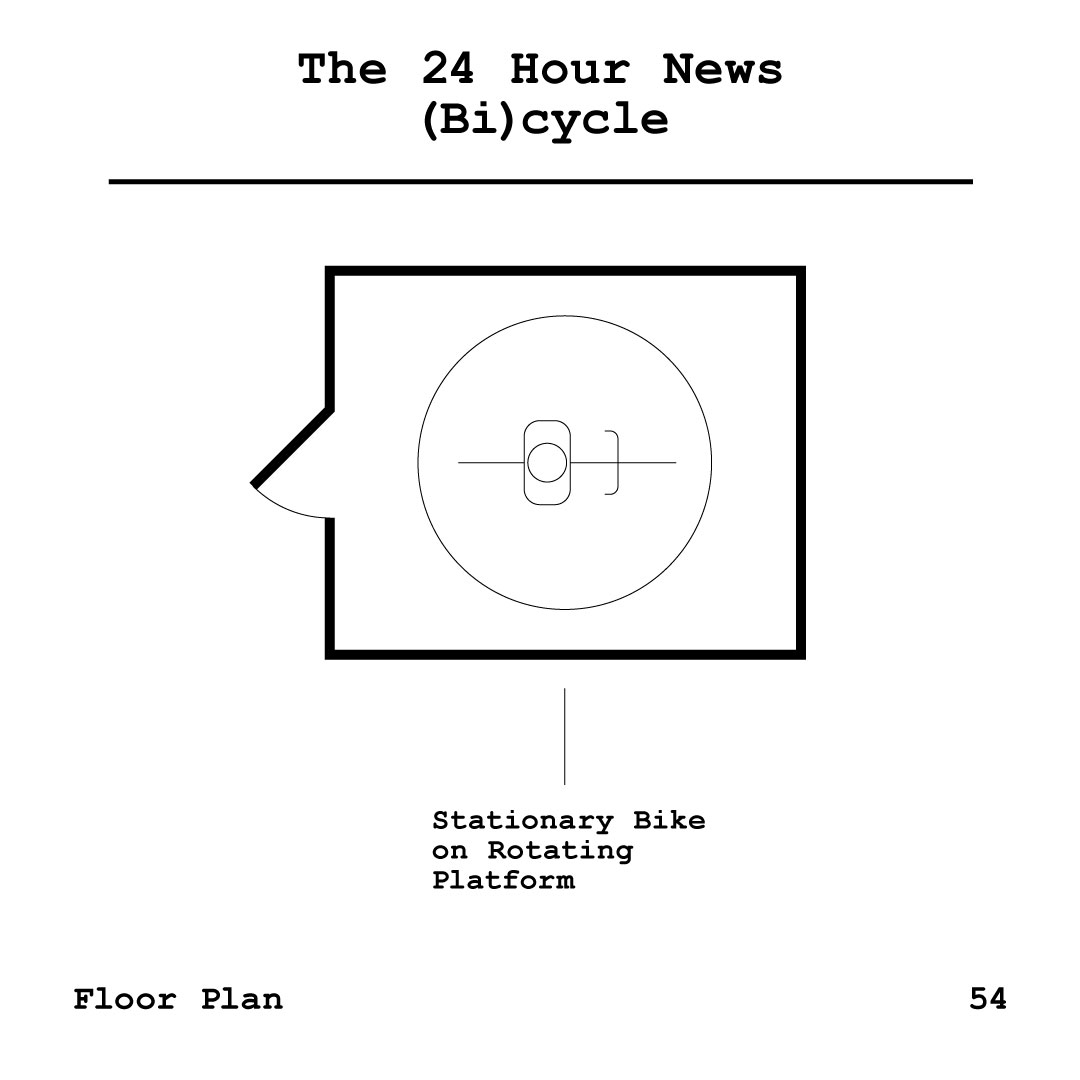 The 24 Hour News
(Bi)cycle
Stationary Bike
on Rotating
Platform
Floor Plan
54